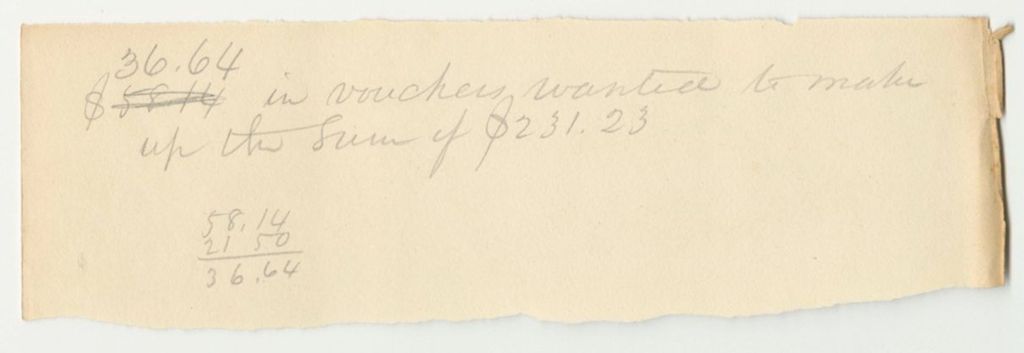 36.64
$ 58.14 in vouchers wanted to make
up the Sum of $231.23
58.14
21 50
36.64